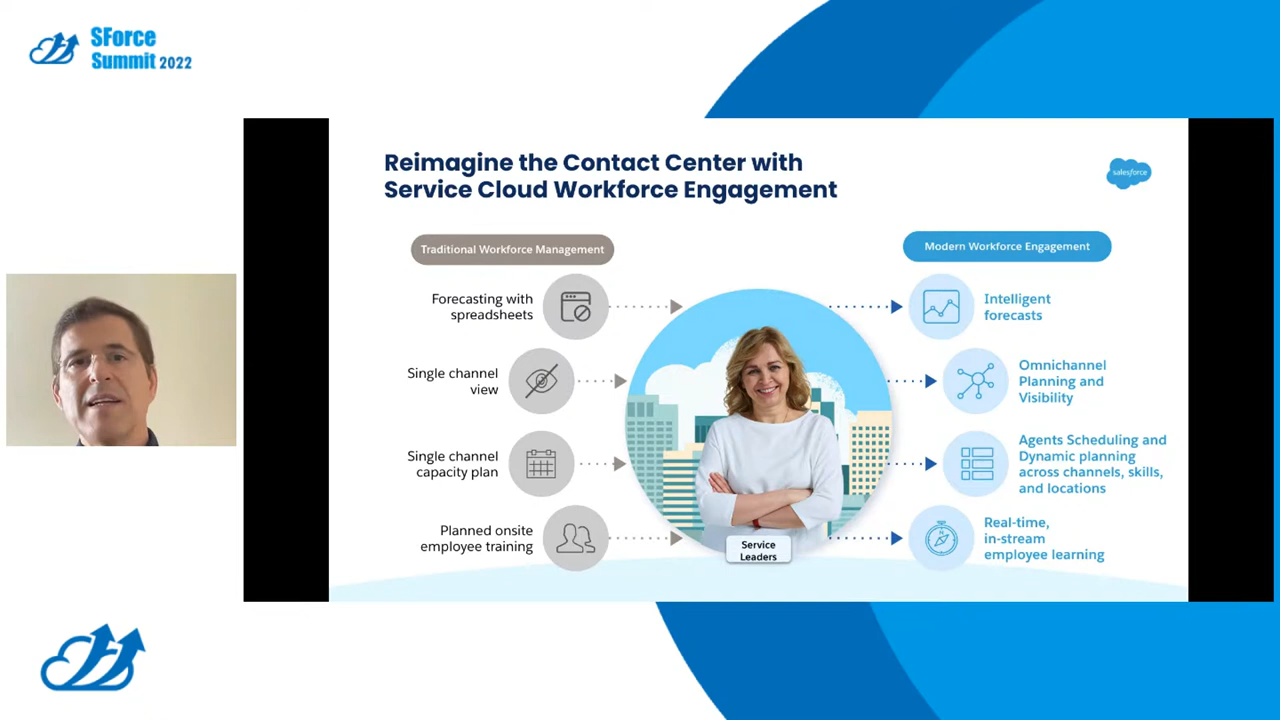 SForce
Summit 2022
Reimagine the Contact Center with
Service Cloud Workforce Engagement
salesforce
Traditional Workforce Management
Modern Workforce Engagement
Forecasting with
spreadsheets
Intelligent
forecasts
Single channel
view
Omnichannel
Planning and
Visibility
Single channel
capacity plan
Agents Scheduling and
Dynamic planning
across channels, skills,
and locations
Planned onsite
employee training
Real-time,
in-stream
employee learning
Service
Leaders